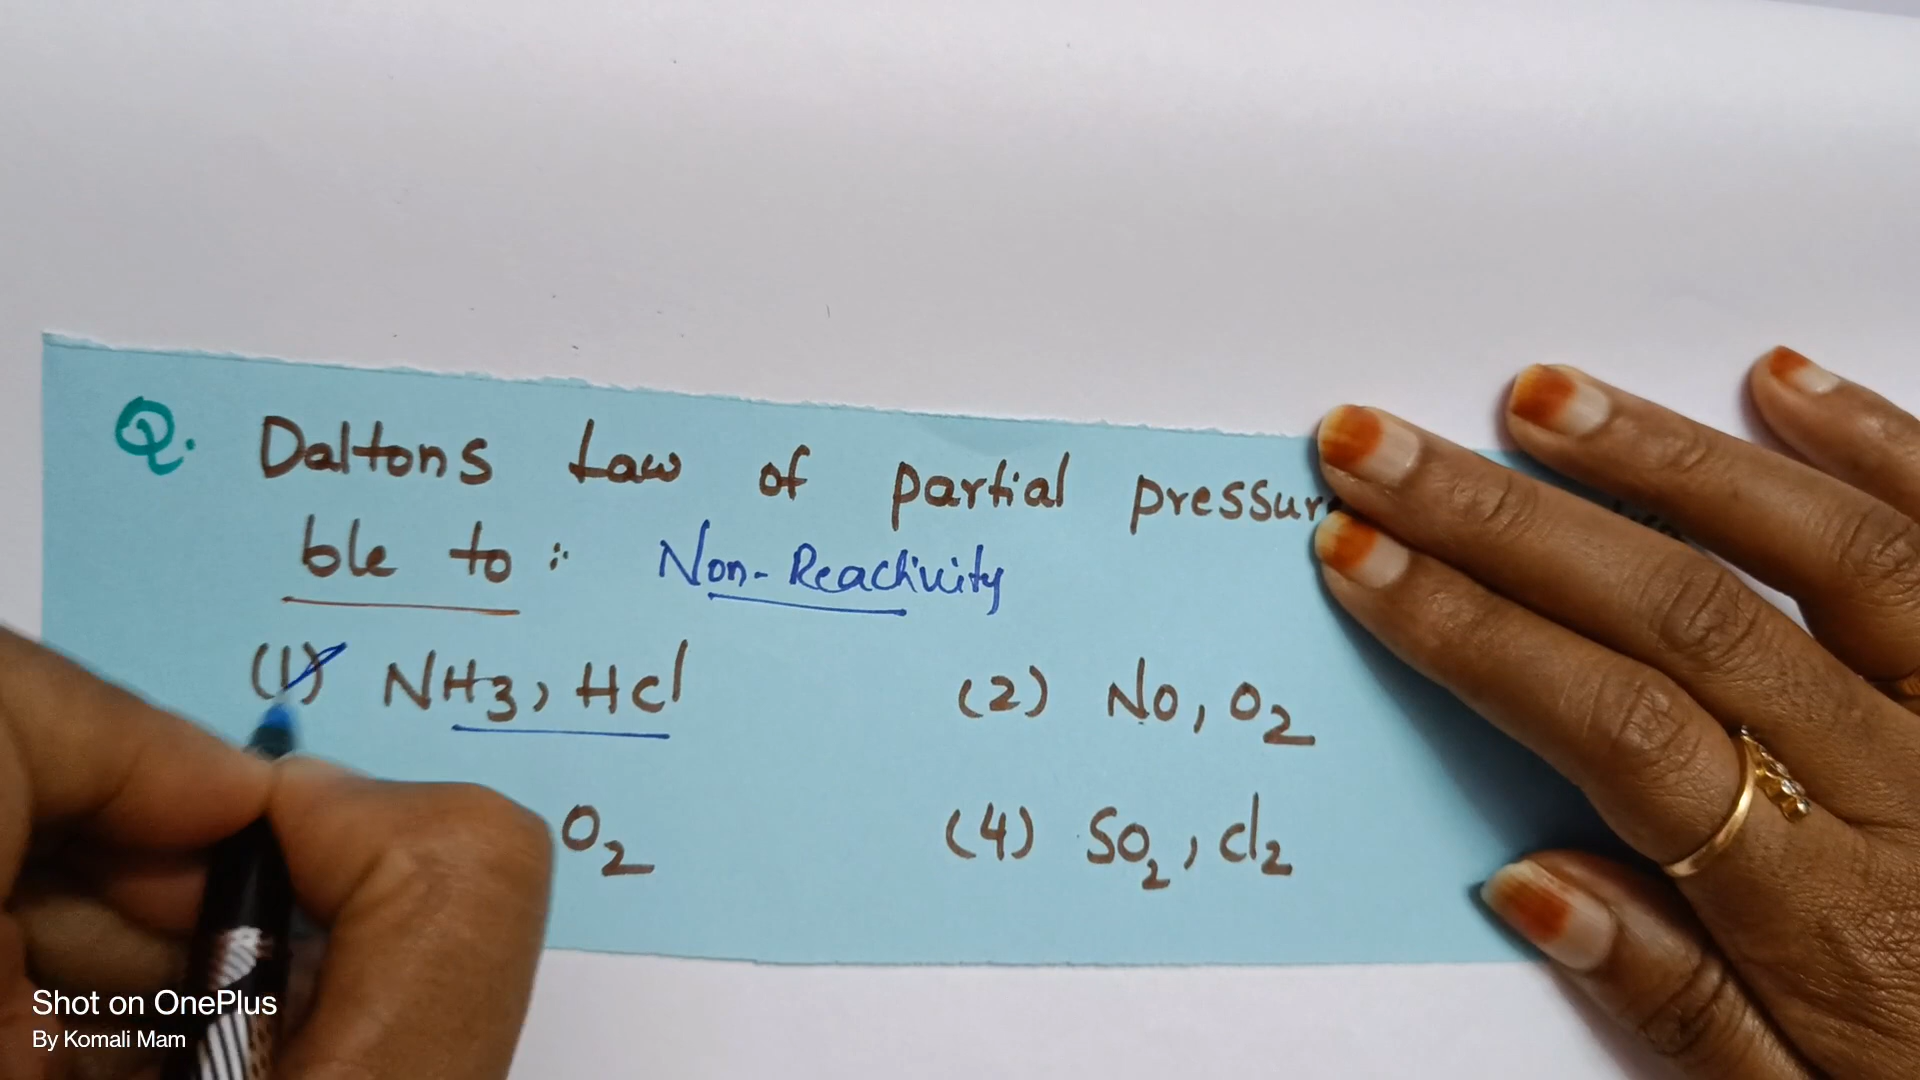 Q. Daltons Law of partial pressur
ble to :- Non-Reactivity
(1) NH3, HCl
(2) No, O2
O2
(4) SO2, Cl2
Shot on OnePlus
By Komali Mam